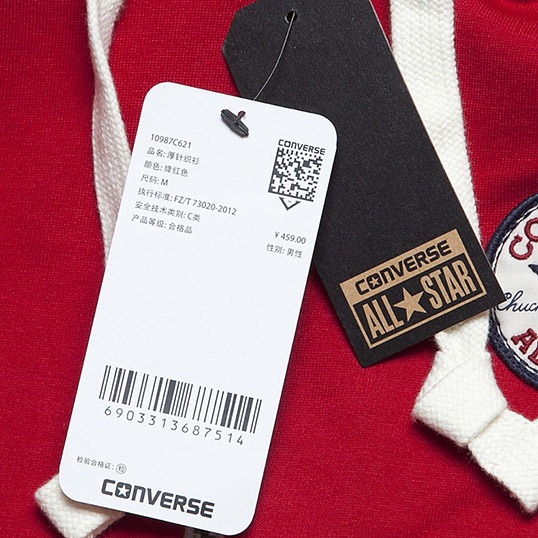 10987C621
品名: 厚针织衫
颜色: 绛红色
尺码: M
执行标准: FZ/T 73020-2012
安全技术类别: C类
产品等级: 合格品
CONVERSE
¥ 459.00
性别: 男性
6903313687514
检验合格证: 检
CONVERSE
CONVERSE
ALL STAR
Chuck